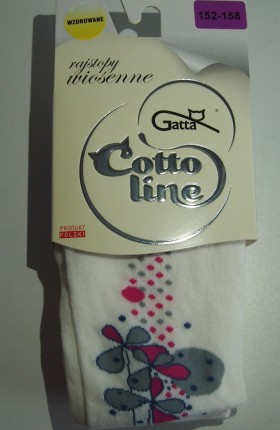 WZOROWANE
152-158
rajstopy
wiosenne
Gatta
Cotto
line
PRODUKT
POLSKI